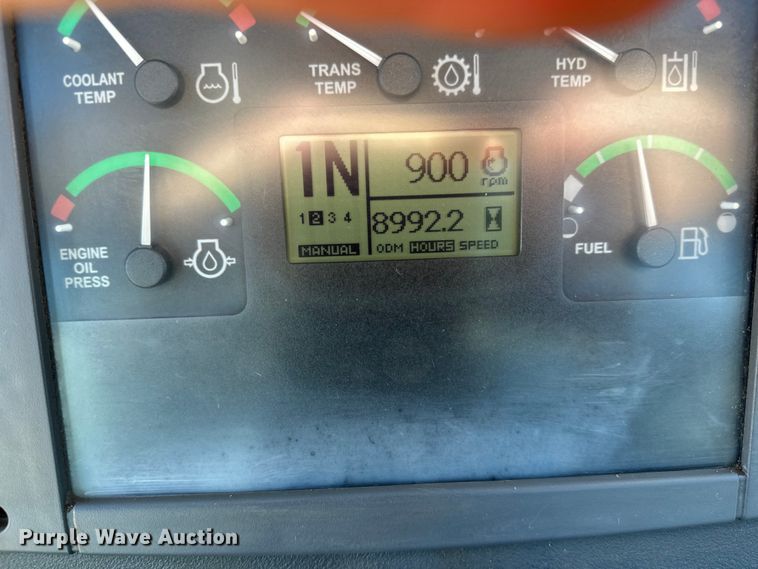 COOLANT TEMP
TRANS TEMP
HYD TEMP
ENGINE OIL PRESS
1N
900 rpm
1 2 3 4
8992.2
MANUAL
ODM HOURS SPEED
FUEL
Purple Wave Auction